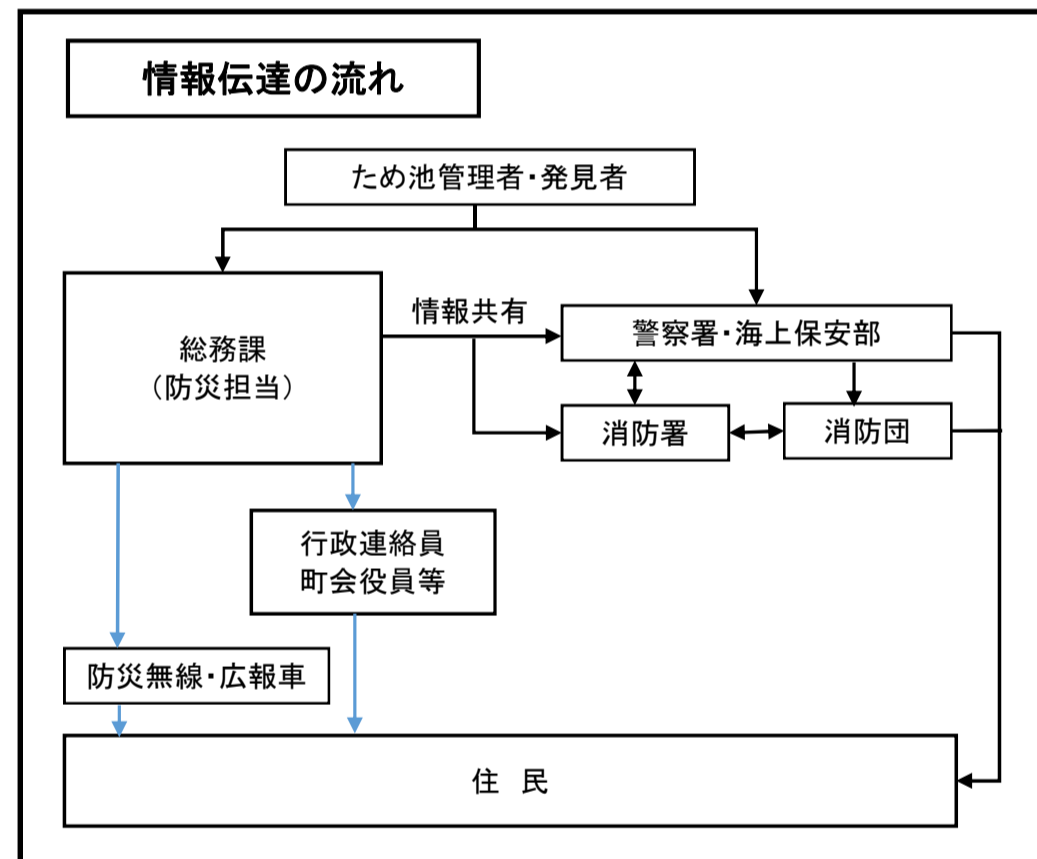 情報伝達の流れ
ため池管理者・発見者
総務課
（防災担当）
情報共有
警察署・海上保安部
消防署
消防団
行政連絡員
町会役員等
防災無線・広報車
住　民